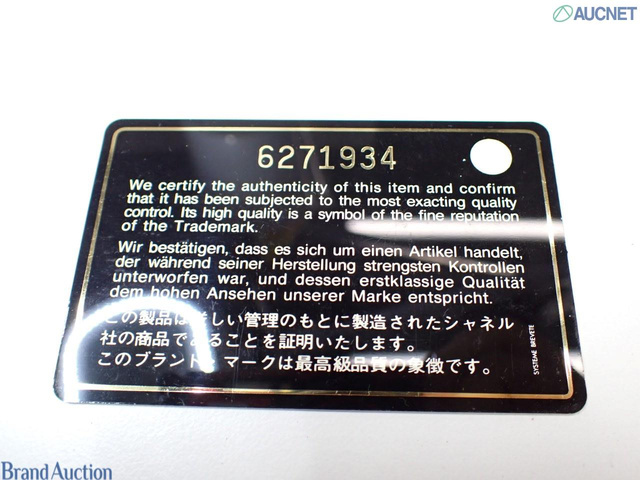 AUCNET
6271934
We certify the authenticity of this item and confirm
that it has been subjected to the most exacting quality
control. Its high quality is a symbol of the fine reputation
of the Trademark.
Wir bestätigen, dass es sich um einen Artikel handelt,
der während seiner Herstellung strengsten Kontrollen
unterworfen war, und dessen erstklassige Qualität
dem hohen Ansehen unserer Marke entspricht.
この製品は厳しい管理のもとに製造されたシャネル
社の商品であることを証明いたします。
このブランド・マークは最高級品質の象徴です。
SYSTEME BREVETE
Brand Auction